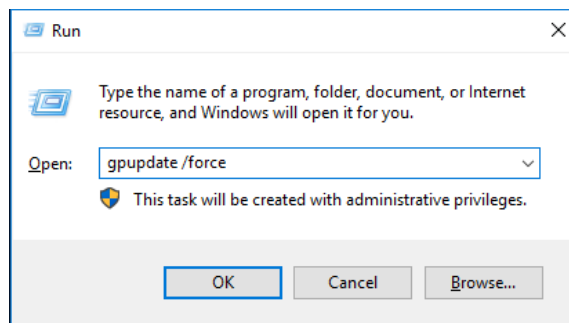 Run
Type the name of a program, folder, document, or Internet
resource, and Windows will open it for you.
Open: gpupdate /force
This task will be created with administrative privileges.
OK Cancel Browse...